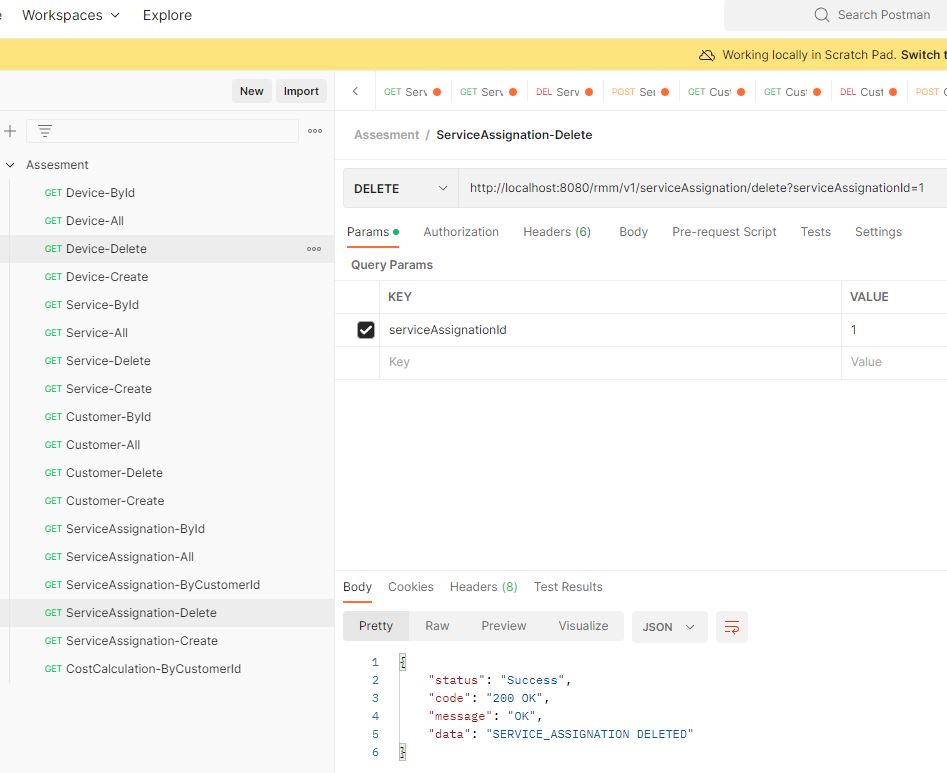 Workspaces Explore Search Postman
Working locally in Scratch Pad. Switch t
New Import
GET Serv GET Serv DEL Serv POST Ser GET Cust GET Cust DEL Cust POST
Assesment / ServiceAssignation-Delete
Assesment
GET Device-ById
GET Device-All
GET Device-Delete
GET Device-Create
GET Service-ById
GET Service-All
GET Service-Delete
GET Service-Create
GET Customer-ById
GET Customer-All
GET Customer-Delete
GET Customer-Create
GET ServiceAssignation-ById
GET ServiceAssignation-All
GET ServiceAssignation-ByCustomerId
GET ServiceAssignation-Delete
GET ServiceAssignation-Create
GET CostCalculation-ByCustomerId
DELETE http://localhost:8080/rmm/v1/serviceAssignation/delete?serviceAssignationId=1
Params Authorization Headers (6) Body Pre-request Script Tests Settings
Query Params
KEY VALUE
serviceAssignationId 1
Key Value
Body Cookies Headers (8) Test Results
Pretty Raw Preview Visualize JSON
1 {
2 "status": "Success",
3 "code": "200 OK",
4 "message": "OK",
5 "data": "SERVICE_ASSIGNATION DELETED"
6 }